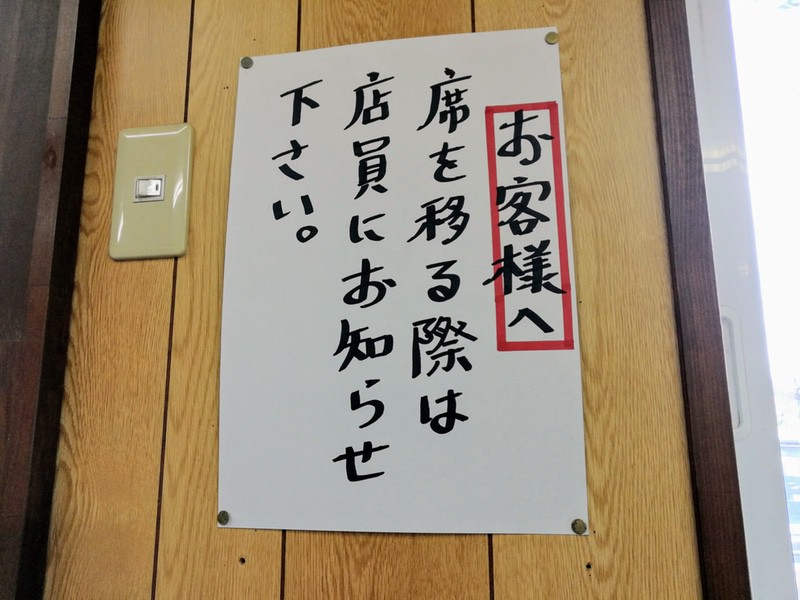 お客様へ
席を移る際は
店員にお知らせ
下さい。